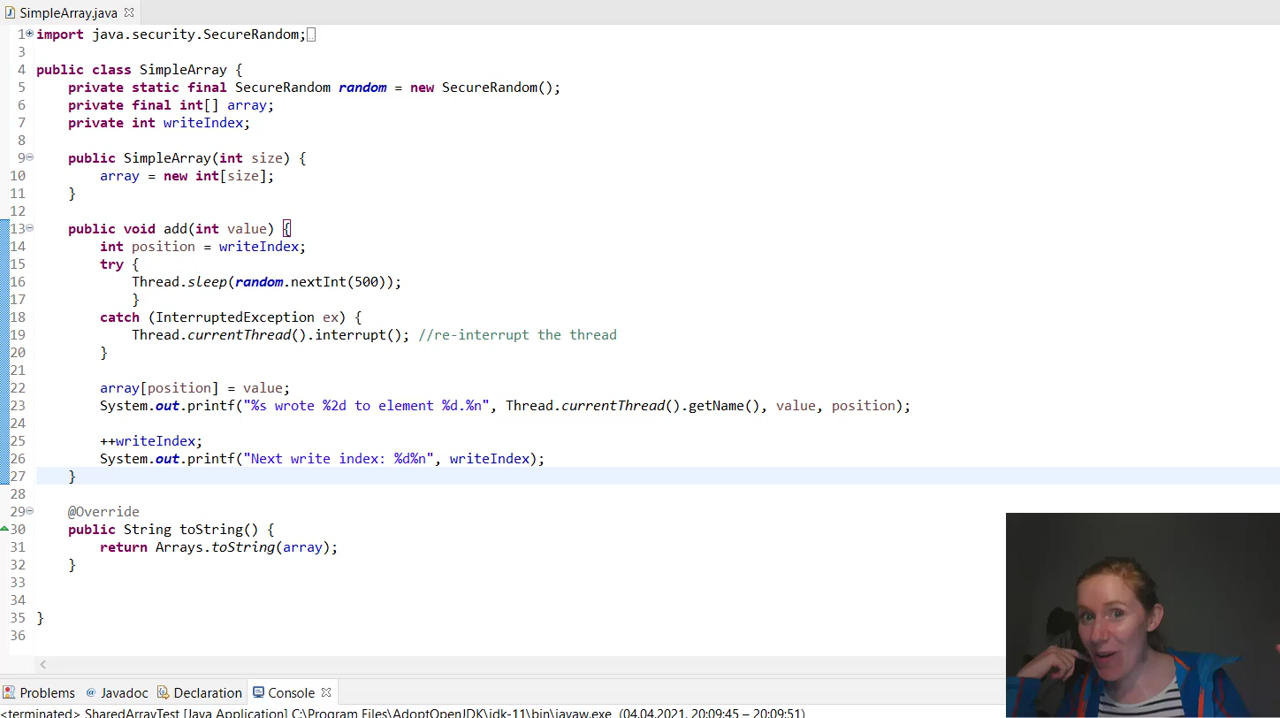 SimpleArray.java
1 import java.security.SecureRandom;
3
4 public class SimpleArray {
5 private static final SecureRandom random = new SecureRandom();
6 private final int[] array;
7 private int writeIndex;
8
9 public SimpleArray(int size) {
10 array = new int[size];
11 }
12
13 public void add(int value) {
14 int position = writeIndex;
15 try {
16 Thread.sleep(random.nextInt(500));
17 }
18 catch (InterruptedException ex) {
19 Thread.currentThread().interrupt(); //re-interrupt the thread
20 }
21
22 array[position] = value;
23 System.out.printf("%s wrote %2d to element %d.%n", Thread.currentThread().getName(), value, position);
24
25 ++writeIndex;
26 System.out.printf("Next write index: %d%n", writeIndex);
27 }
28
29 @Override
30 public String toString() {
31 return Arrays.toString(array);
32 }
33
34
35 }
36
Problems @ Javadoc Declaration Console
<terminated> SharedArrayTest [Java Application] C:\Program Files\AdoptOpenJDK\jdk-11\bin\javaw.exe (04.04.2021, 20:09:45 – 20:09:51)